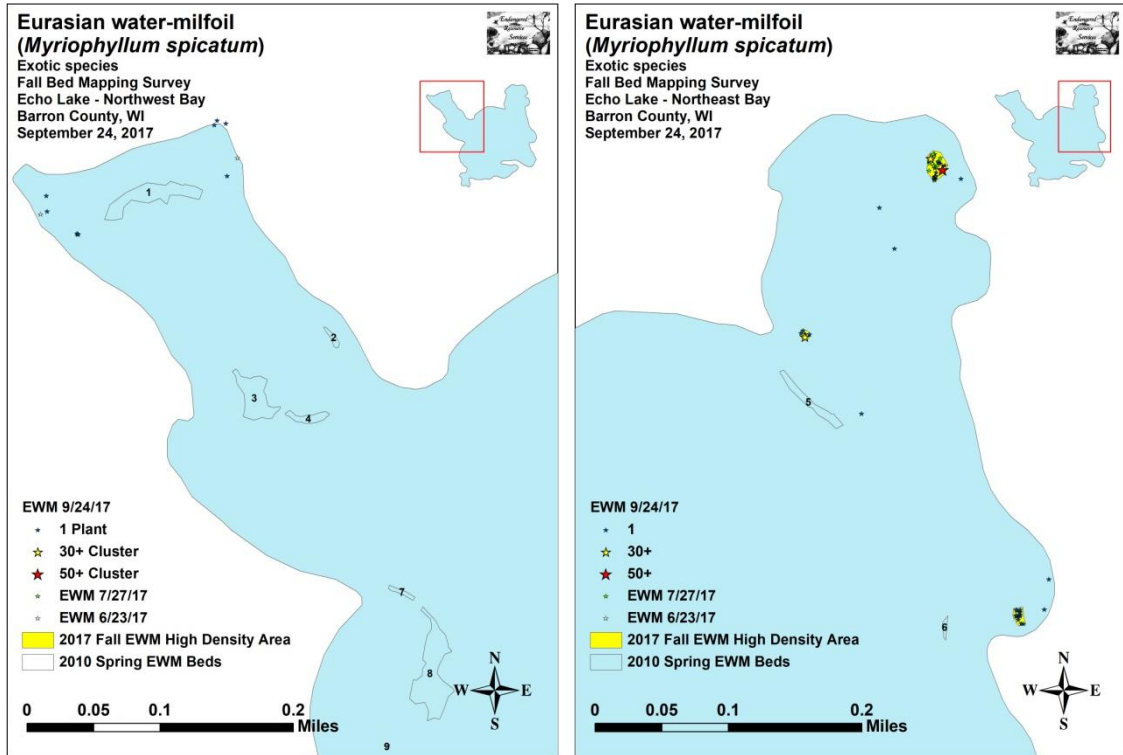 Eurasian water-milfoil
(Myriophyllum spicatum)
Exotic species
Fall Bed Mapping Survey
Echo Lake - Northwest Bay
Barron County, WI
September 24, 2017
Endangered
Resource
Services
1
2
3
4
7
8
9
EWM 9/24/17
1 Plant
30+ Cluster
50+ Cluster
EWM 7/27/17
EWM 6/23/17
2017 Fall EWM High Density Area
2010 Spring EWM Beds
N
W E
S
0 0.05 0.1 0.2
Miles
Eurasian water-milfoil
(Myriophyllum spicatum)
Exotic species
Fall Bed Mapping Survey
Echo Lake - Northeast Bay
Barron County, WI
September 24, 2017
Endangered
Resource
Services
5
6
EWM 9/24/17
1
30+
50+
EWM 7/27/17
EWM 6/23/17
2017 Fall EWM High Density Area
2010 Spring EWM Beds
N
W E
S
0 0.05 0.1 0.2
Miles